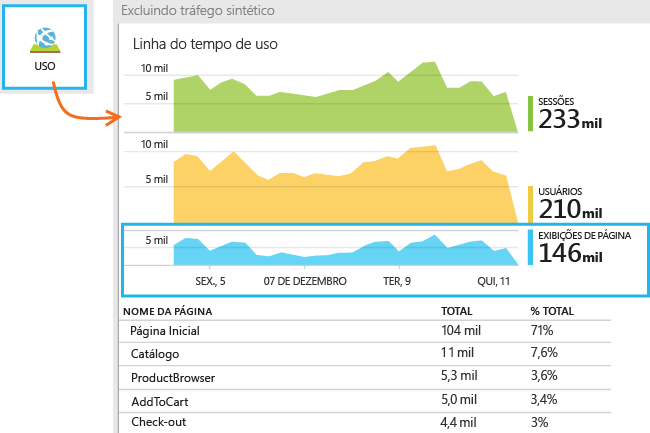 Excluindo tráfego sintético
USO
Linha do tempo de uso
10 mil
5 mil
SESSÕES
233 mil
10 mil
5 mil
USUÁRIOS
210 mil
5 mil
EXIBIÇÕES DE PÁGINA
146 mil
SEX., 5 07 DE DEZEMBRO TER, 9 QUI, 11
NOME DA PÁGINA TOTAL % TOTAL
Página Inicial 104 mil 71%
Catálogo 11 mil 7,6%
ProductBrowser 5,3 mil 3,6%
AddToCart 5,0 mil 3,4%
Check-out 4,4 mil 3%